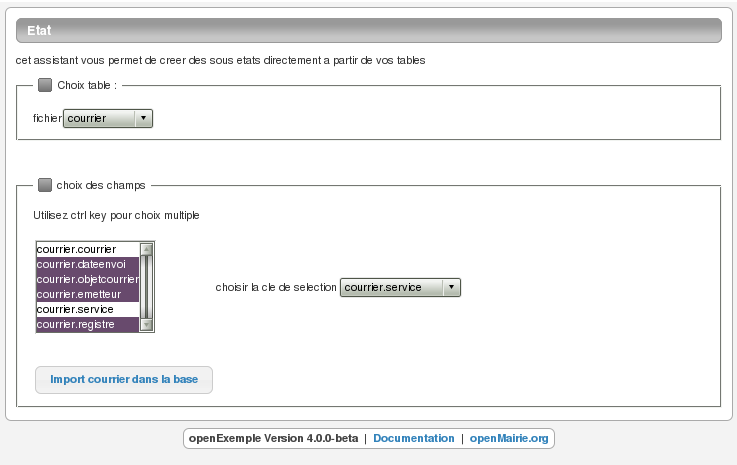 Etat
cet assistant vous permet de creer des sous etats directement a partir de vos tables
Choix table :
fichier courrier
choix des champs
Utilisez ctrl key pour choix multiple
courrier.courrier
courrier.dateenvoi
courrier.objetcourrier
courrier.emetteur
courrier.service
courrier.registre
choisir la cle de selection courrier.service
Import courrier dans la base
openExemple Version 4.0.0-beta | Documentation | openMairie.org